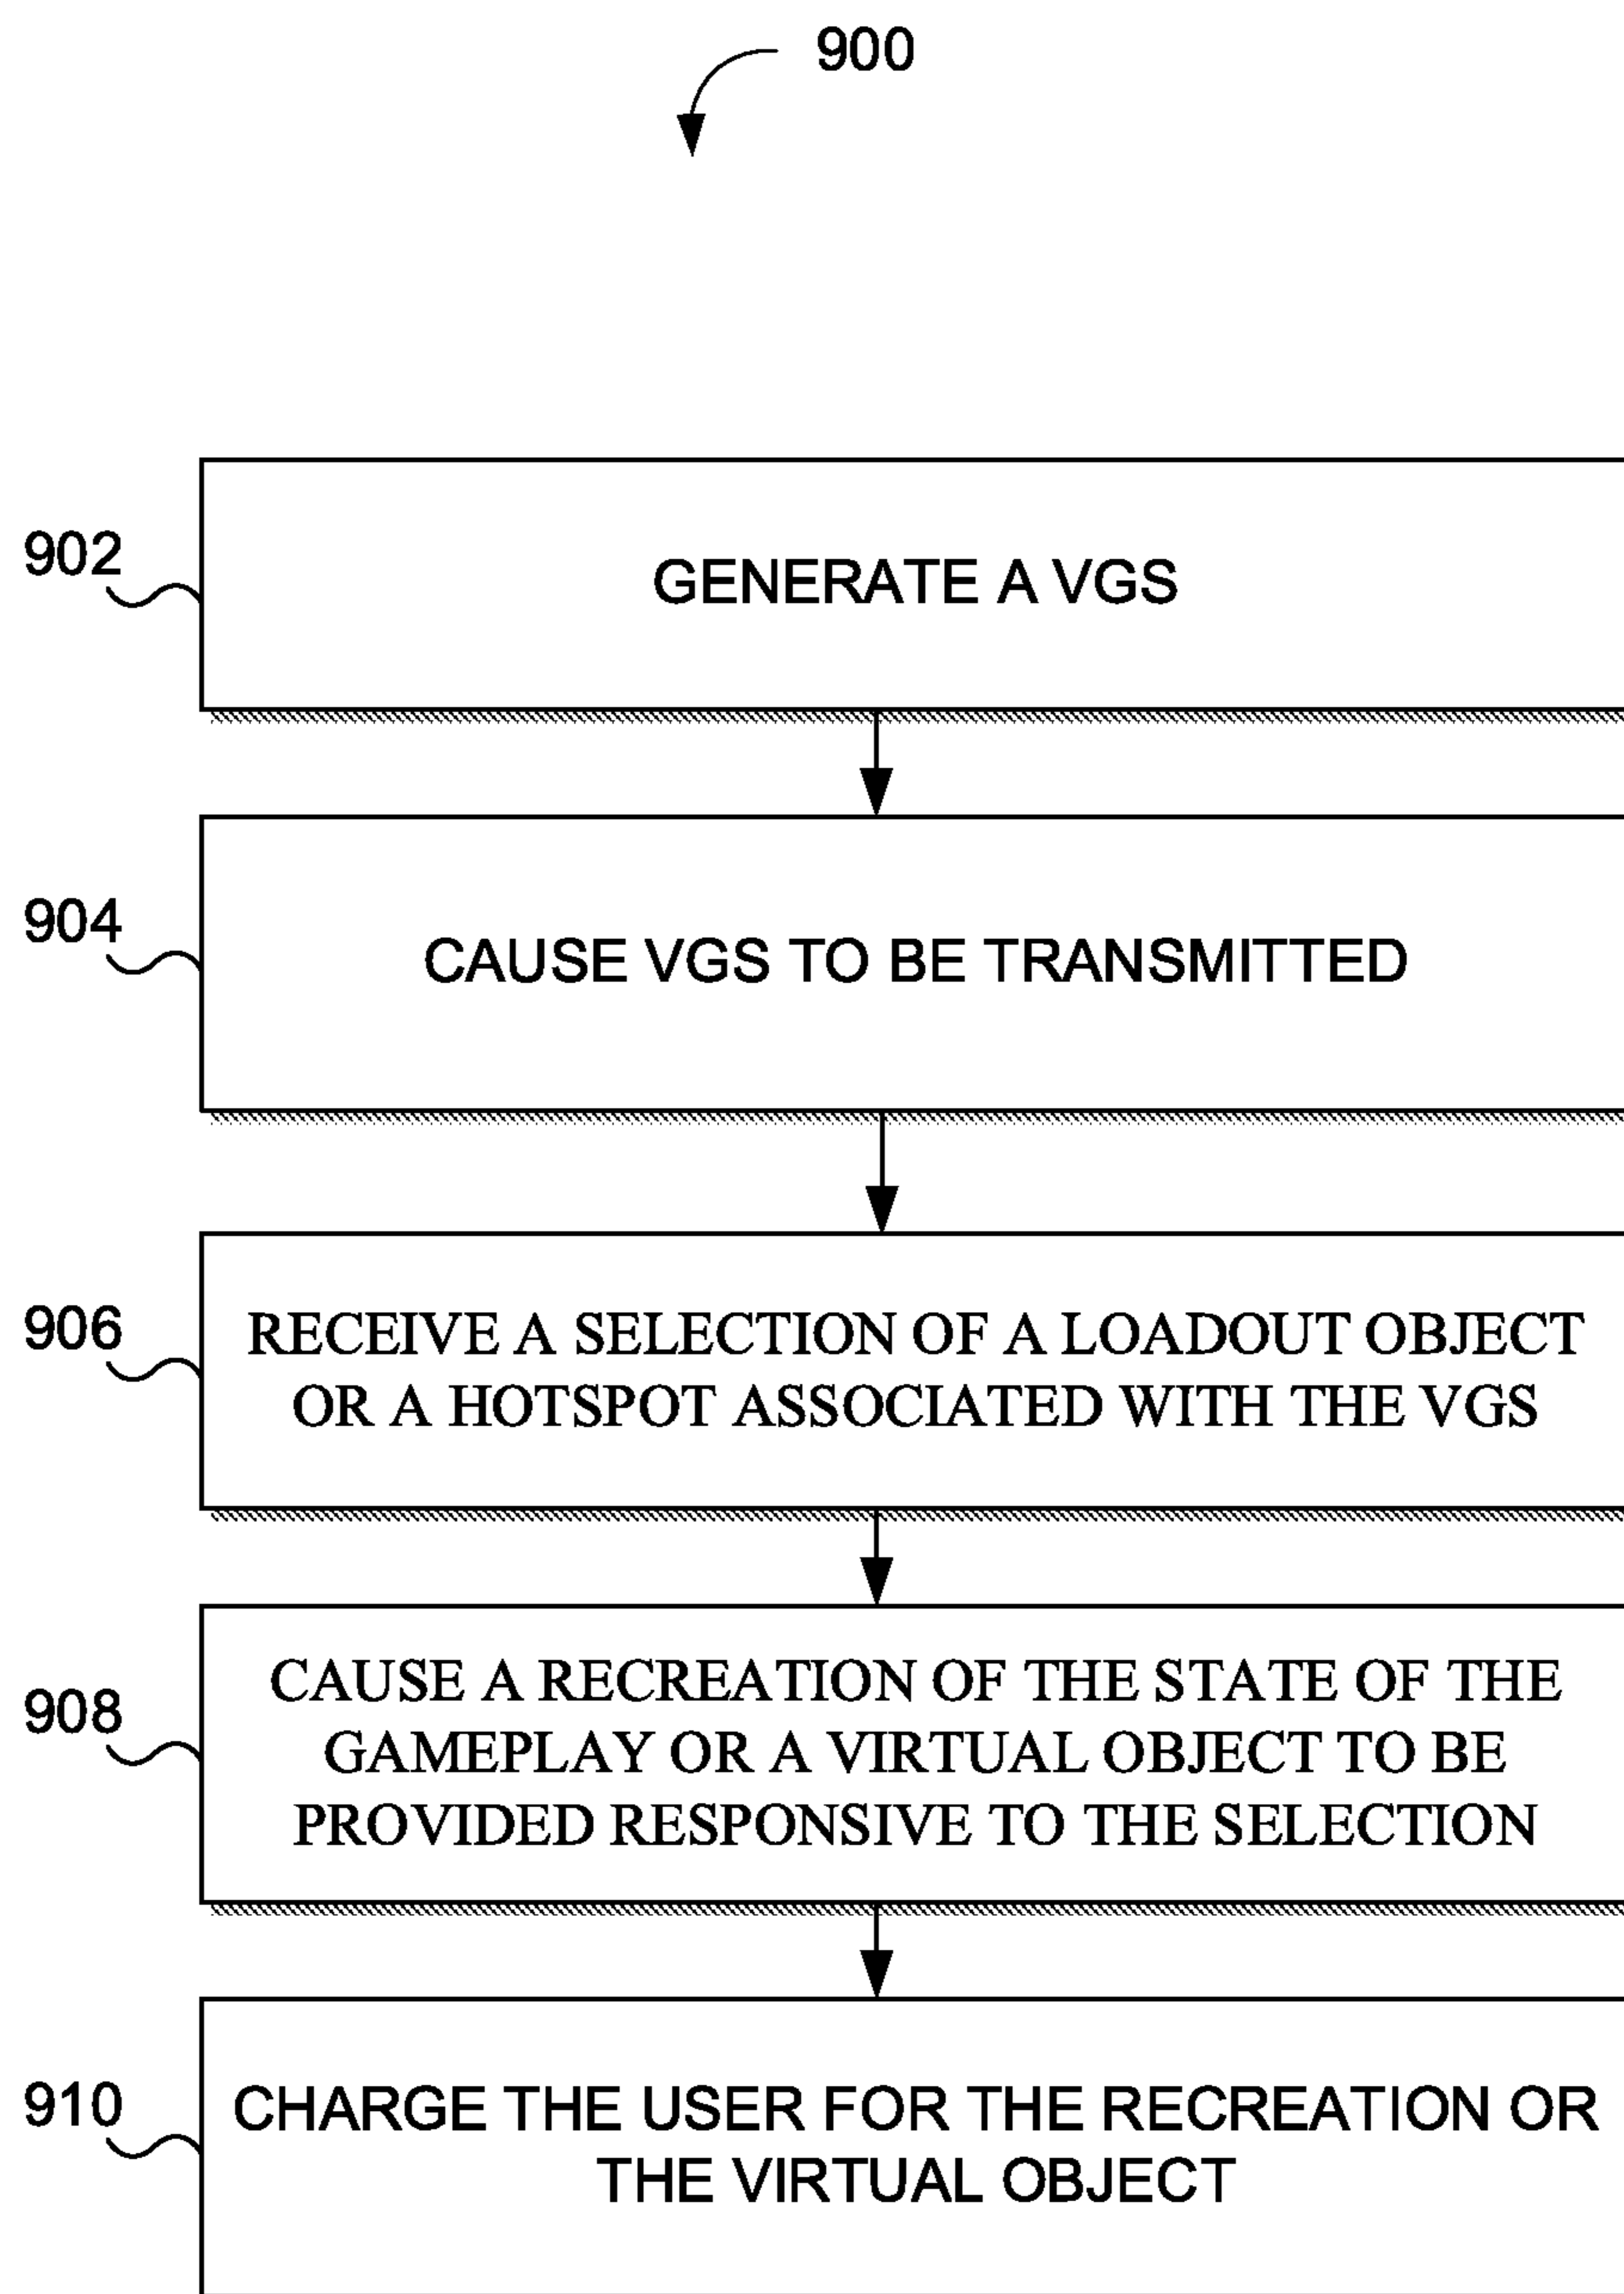 900
902
GENERATE A VGS
904
CAUSE VGS TO BE TRANSMITTED
906
RECEIVE A SELECTION OF A LOADOUT OBJECT
OR A HOTSPOT ASSOCIATED WITH THE VGS
908
CAUSE A RECREATION OF THE STATE OF THE
GAMEPLAY OR A VIRTUAL OBJECT TO BE
PROVIDED RESPONSIVE TO THE SELECTION
910
CHARGE THE USER FOR THE RECREATION OR
THE VIRTUAL OBJECT